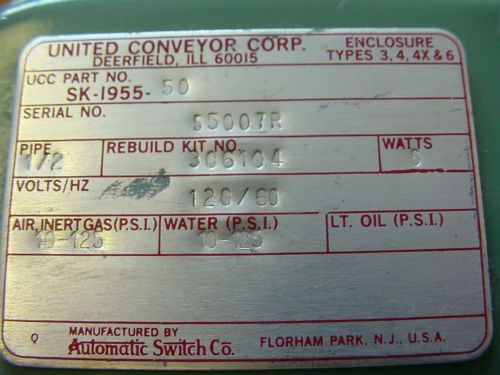 UNITED CONVEYOR CORP.
DEERFIELD, ILL 60015
ENCLOSURE
TYPES 3, 4, 4X & 6
UCC PART NO.
SK-1955-50
SERIAL NO.
S5007R
PIPE
1/2
REBUILD KIT NO.
306104
WATTS
6
VOLTS/HZ
120/60
AIR, INERT GAS (P.S.I.)
10-125
WATER (P.S.I.)
10-125
LT. OIL (P.S.I.)
Q
MANUFACTURED BY
Automatic Switch Co.
FLORHAM PARK, N.J., U.S.A.